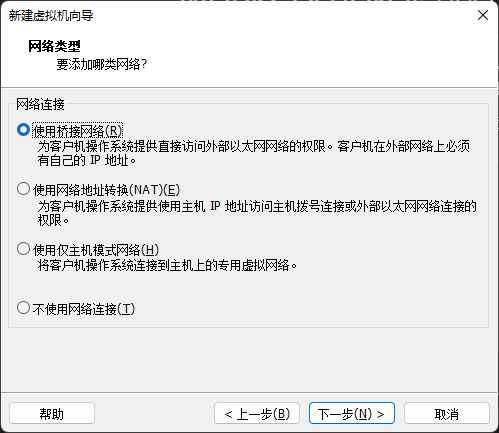 新建虚拟机向导
网络类型
要添加哪类网络?
网络连接
使用桥接网络(R)
为客户机操作系统提供直接访问外部以太网网络的权限。客户机在外部网络上必须
有自己的 IP 地址。
使用网络地址转换(NAT)(E)
为客户机操作系统提供使用主机 IP 地址访问主机拨号连接或外部以太网网络连接的
权限。
使用仅主机模式网络(H)
将客户机操作系统连接到主机上的专用虚拟网络。
不使用网络连接(T)
帮助
< 上一步(B)
下一步(N) >
取消